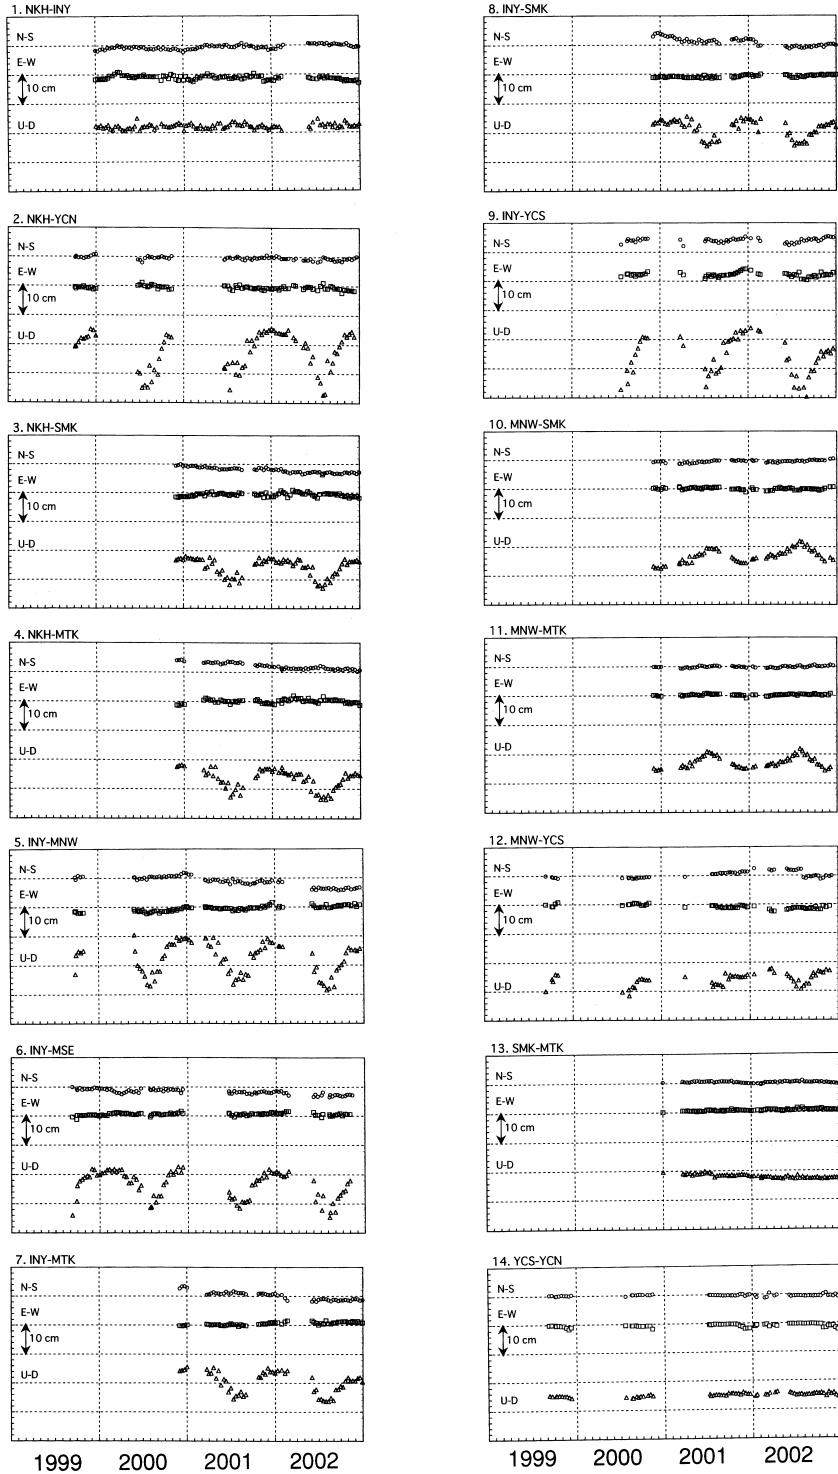 1. NKH-INY
N-S
E-W
10 cm
U-D
2. NKH-YCN
N-S
E-W
10 cm
U-D
3. NKH-SMK
N-S
E-W
10 cm
U-D
4. NKH-MTK
N-S
E-W
10 cm
U-D
5. INY-MNW
N-S
E-W
10 cm
U-D
6. INY-MSE
N-S
E-W
10 cm
U-D
7. INY-MTK
N-S
E-W
10 cm
U-D
1999 2000 2001 2002
8. INY-SMK
N-S
E-W
10 cm
U-D
9. INY-YCS
N-S
E-W
10 cm
U-D
10. MNW-SMK
N-S
E-W
10 cm
U-D
11. MNW-MTK
N-S
E-W
10 cm
U-D
12. MNW-YCS
N-S
E-W
10 cm
U-D
13. SMK-MTK
N-S
E-W
10 cm
U-D
14. YCS-YCN
N-S
E-W
10 cm
U-D
1999 2000 2001 2002